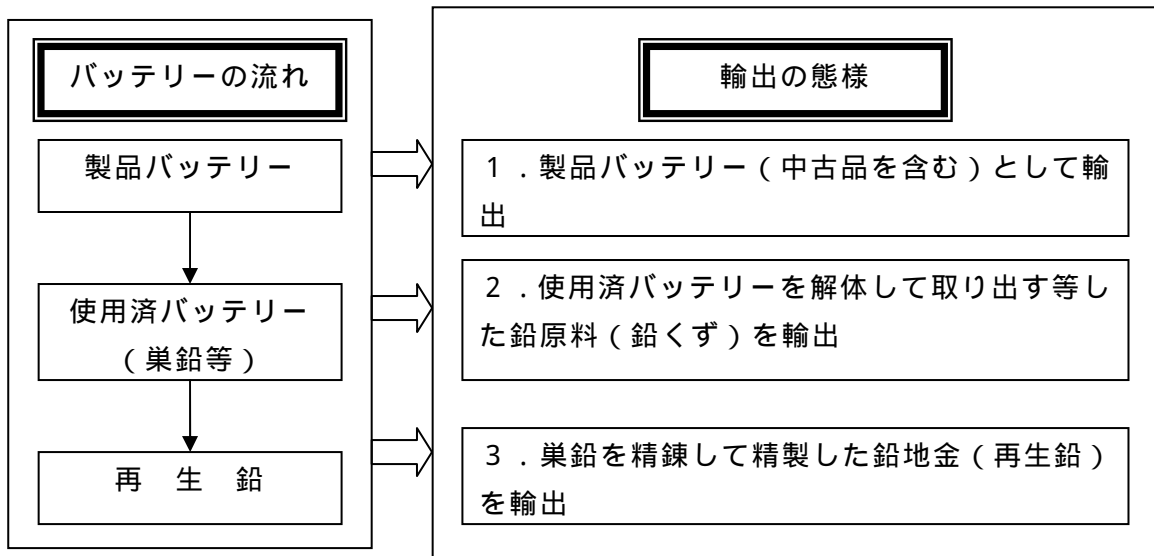 バッテリーの流れ
製品バッテリー
使用済バッテリー
(巣鉛等)
再 生 鉛
輸出の態様
1.製品バッテリー(中古品を含む)として輸
出
2.使用済バッテリーを解体して取り出す等し
た鉛原料(鉛くず)を輸出
3.巣鉛を精錬して精製した鉛地金(再生鉛)
を輸出